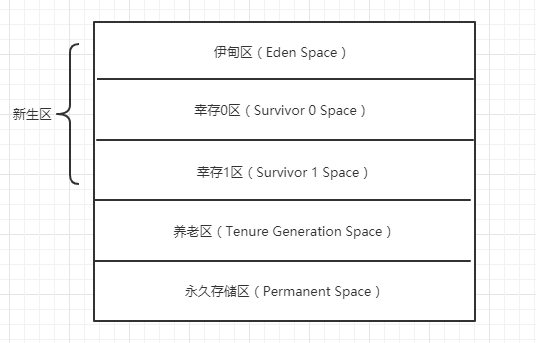 伊甸区（Eden Space）
新生区
幸存0区（Survivor 0 Space）
幸存1区（Survivor 1 Space）
养老区（Tenure Generation Space）
永久存储区（Permanent Space）